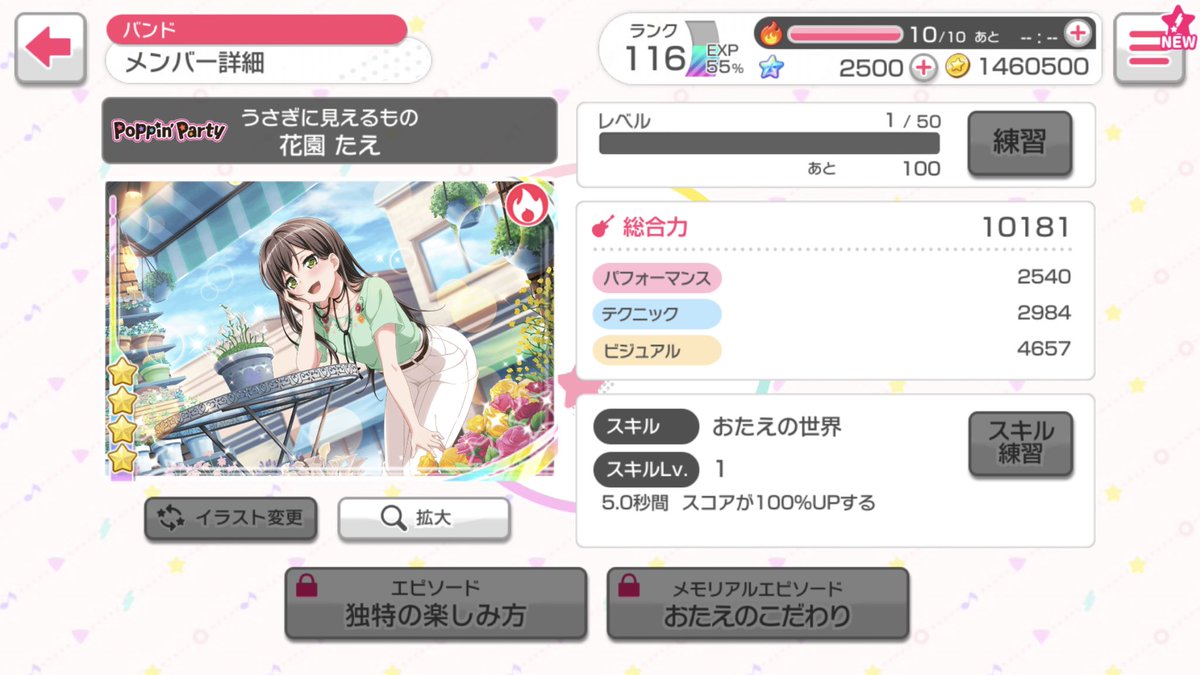 バンド
メンバー詳細
ランク
116
EXP
55%
10/10 あと --:--
2500
1460500
NEW
Poppin'Party
うさぎに見えるもの
花園 たえ
レベル
1 / 50
あと 100
練習
総合力
10181
パフォーマンス
2540
テクニック
2984
ビジュアル
4657
スキル
おたえの世界
スキルLv.
1
5.0秒間 スコアが100%UPする
スキル
練習
イラスト変更
拡大
エピソード
独特の楽しみ方
メモリアルエピソード
おたえのこだわり